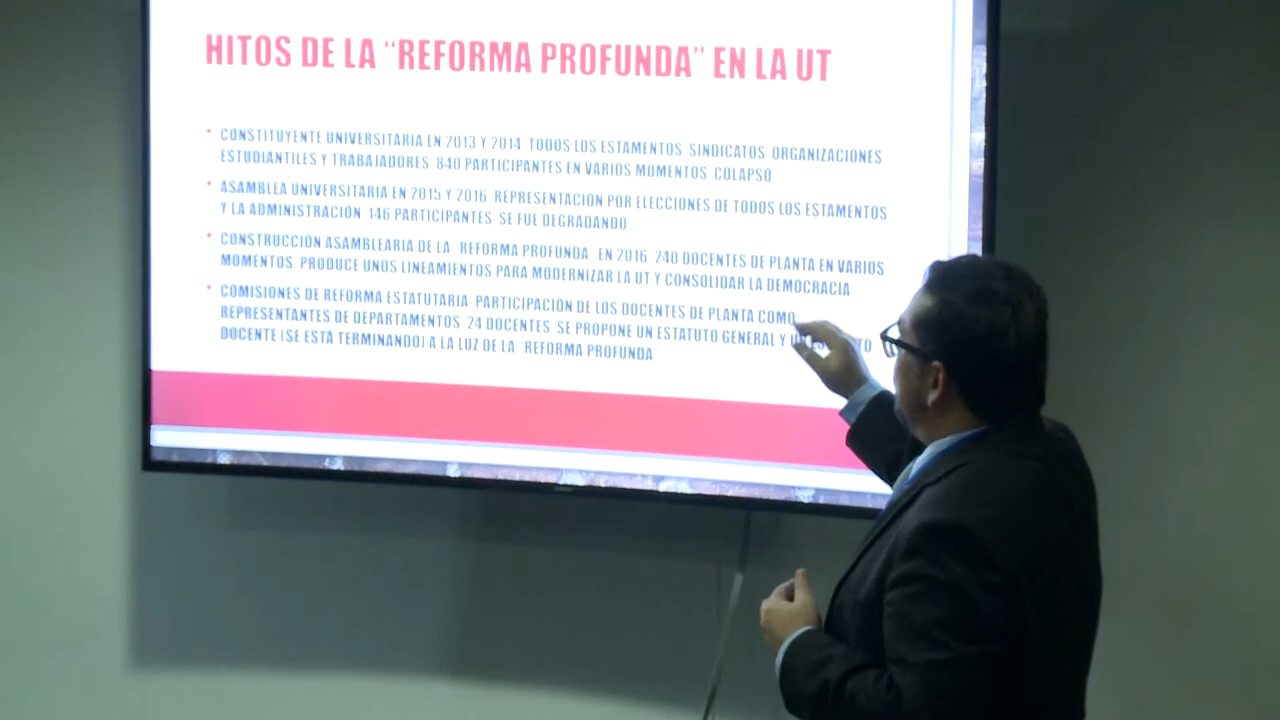 HITOS DE LA “REFORMA PROFUNDA” EN LA UT
• CONSTITUYENTE UNIVERSITARIA EN 2013 Y 2014 TODOS LOS ESTAMENTOS SINDICATOS ORGANIZACIONES
ESTUDIANTILES Y TRABAJADORES 840 PARTICIPANTES EN VARIOS MOMENTOS COLAPSO
• ASAMBLEA UNIVERSITARIA EN 2015 Y 2016 REPRESENTACION POR ELECCIONES DE TODOS LOS ESTAMENTOS
Y LA ADMINISTRACIÓN 146 PARTICIPANTES SE FUE DEGRADANDO
• CONSTRUCCIÓN ASAMBLEARIA DE LA REFORMA PROFUNDA EN 2016 240 DOCENTES DE PLANTA EN VARIOS
MOMENTOS PRODUCE UNOS LINEAMIENTOS PARA MODERNIZAR LA UT Y CONSOLIDAR LA DEMOCRACIA
• COMISIONES DE REFORMA ESTATUTARIA PARTICIPACION DE LOS DOCENTES DE PLANTA COMO
REPRESENTANTES DE DEPARTAMENTOS 24 DOCENTES SE PROPONE UN ESTATUTO GENERAL Y
DOCENTE (SE ESTA TERMINANDO) A LA LUZ DE LA "REFORMA PROFUNDA"